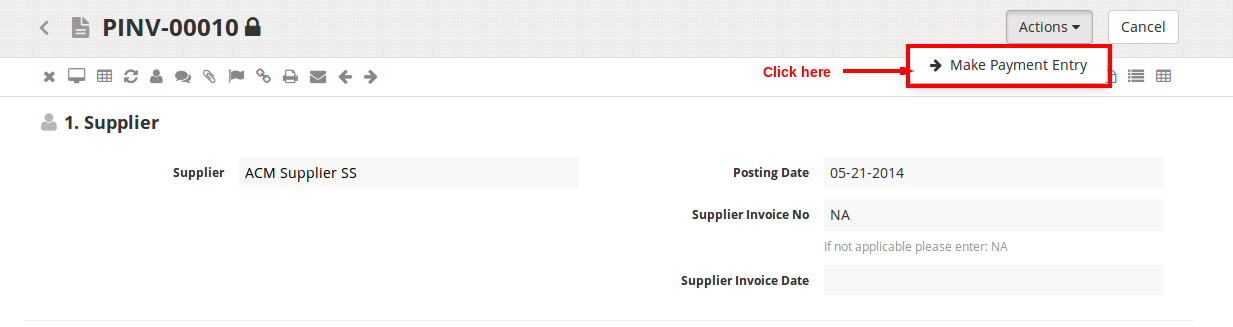 PINV-00010
Actions
Cancel
Click here
Make Payment Entry
1. Supplier
Supplier
ACM Supplier SS
Posting Date
05-21-2014
Supplier Invoice No
NA
If not applicable please enter: NA
Supplier Invoice Date